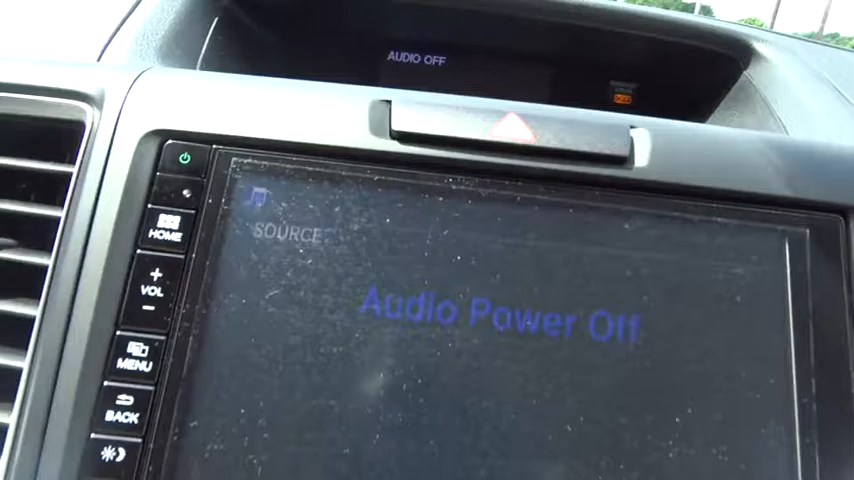 AUDIO OFF
HOME
SOURCE
+
VOL
−
Audio Power Off
MENU
BACK